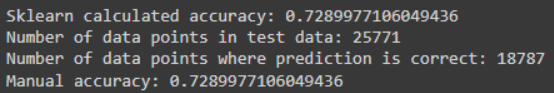 Sklearn calculated accuracy: 0.7289977106049436
Number of data points in test data: 25771
Number of data points where prediction is correct: 18787
Manual accuracy: 0.7289977106049436